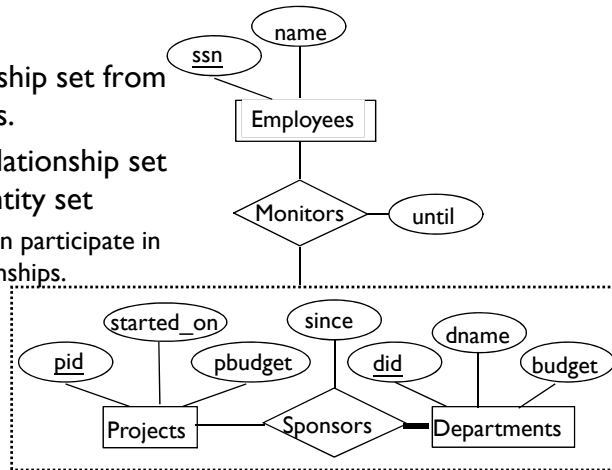 name
ssn
ship set from
s.
Employees
lationship set
ntity set
Monitors
until
n participate in
nships.
started_on
since
dname
pid
pbudget
did
budget
Projects
Sponsors
Departments